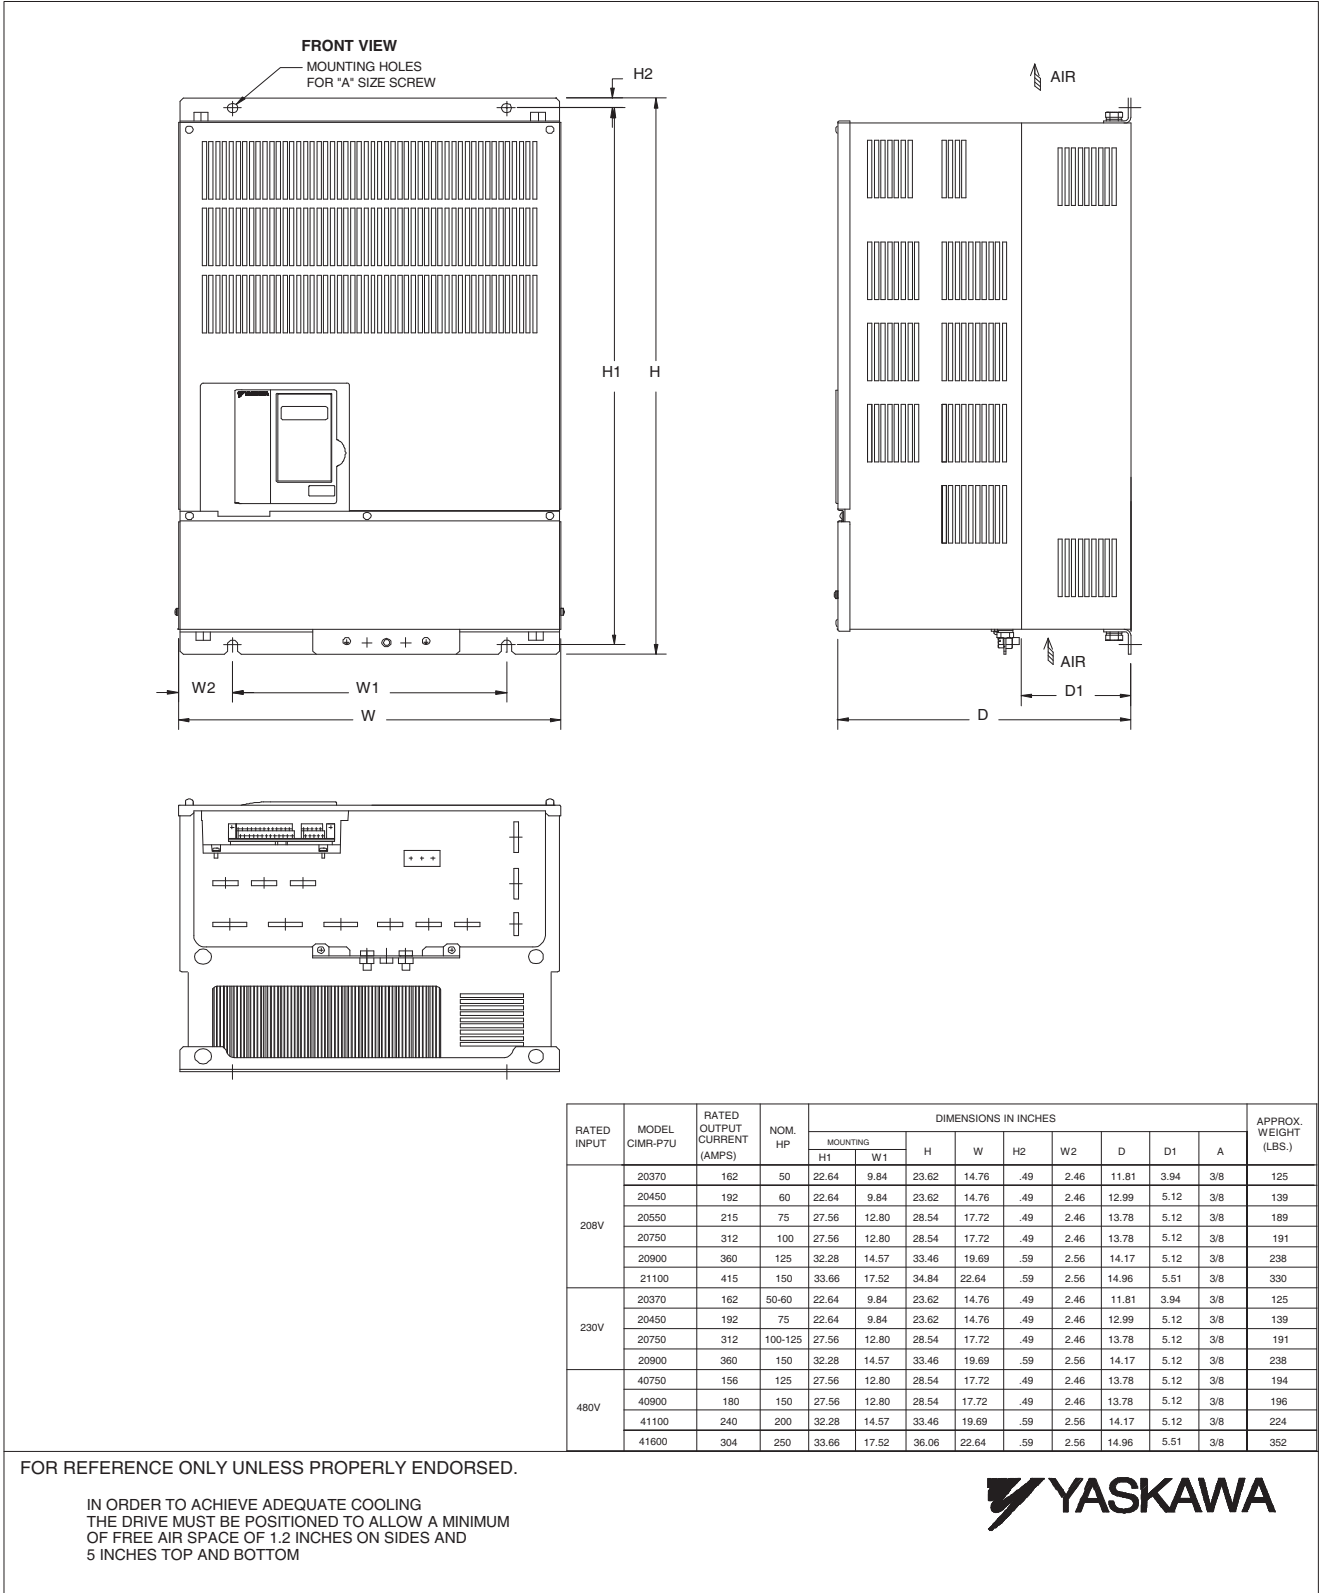 FRONT VIEW
MOUNTING HOLES
FOR "A" SIZE SCREW
H2
AIR
H1
H
YASKAWA
W2
W1
W
AIR
D1
D
RATED INPUT MODEL CIMR-P7U RATED OUTPUT CURRENT (AMPS) NOM. HP DIMENSIONS IN INCHES APPROX. WEIGHT (LBS.)
MOUNTING
H1 W1 H W H2 W2 D D1 A
208V
20370 162 50 22.64 9.84 23.62 14.76 .49 2.46 11.81 3.94 3/8 125
20450 192 60 22.64 9.84 23.62 14.76 .49 2.46 12.99 5.12 3/8 139
20550 215 75 27.56 12.80 28.54 17.72 .49 2.46 13.78 5.12 3/8 189
20750 312 100 27.56 12.80 28.54 17.72 .49 2.46 13.78 5.12 3/8 191
20900 360 125 32.28 14.57 33.46 19.69 .59 2.56 14.17 5.12 3/8 238
21100 415 150 33.66 17.52 34.84 22.64 .59 2.56 14.96 5.51 3/8 330
230V
20370 162 50-60 22.64 9.84 23.62 14.76 .49 2.46 11.81 3.94 3/8 125
20450 192 75 22.64 9.84 23.62 14.76 .49 2.46 12.99 5.12 3/8 139
20750 312 100-125 27.56 12.80 28.54 17.72 .49 2.46 13.78 5.12 3/8 191
20900 360 150 32.28 14.57 33.46 19.69 .59 2.56 14.17 5.12 3/8 238
480V
40750 156 125 27.56 12.80 28.54 17.72 .49 2.46 13.78 5.12 3/8 194
40900 180 150 27.56 12.80 28.54 17.72 .49 2.46 13.78 5.12 3/8 196
41100 240 200 32.28 14.57 33.46 19.69 .59 2.56 14.17 5.12 3/8 224
41600 304 250 33.66 17.52 36.06 22.64 .59 2.56 14.96 5.51 3/8 352
FOR REFERENCE ONLY UNLESS PROPERLY ENDORSED.
IN ORDER TO ACHIEVE ADEQUATE COOLING
THE DRIVE MUST BE POSITIONED TO ALLOW A MINIMUM
OF FREE AIR SPACE OF 1.2 INCHES ON SIDES AND
5 INCHES TOP AND BOTTOM
YASKAWA